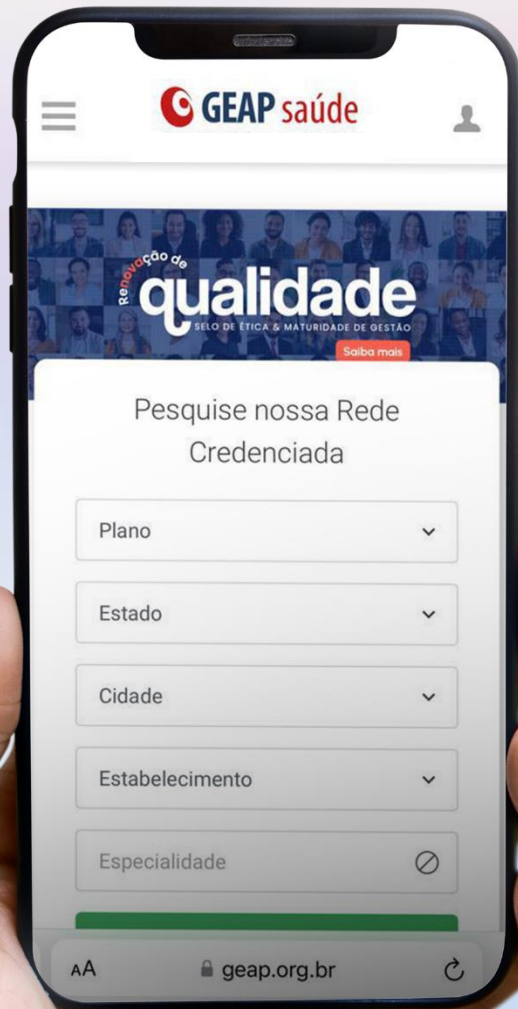 GEAP saúde
Renovação de
qualidade
SELO DE ÉTICA & MATURIDADE DE GESTÃO
Saiba mais
Pesquise nossa Rede
Credenciada
Plano
Estado
Cidade
Estabelecimento
Especialidade
AA geap.org.br